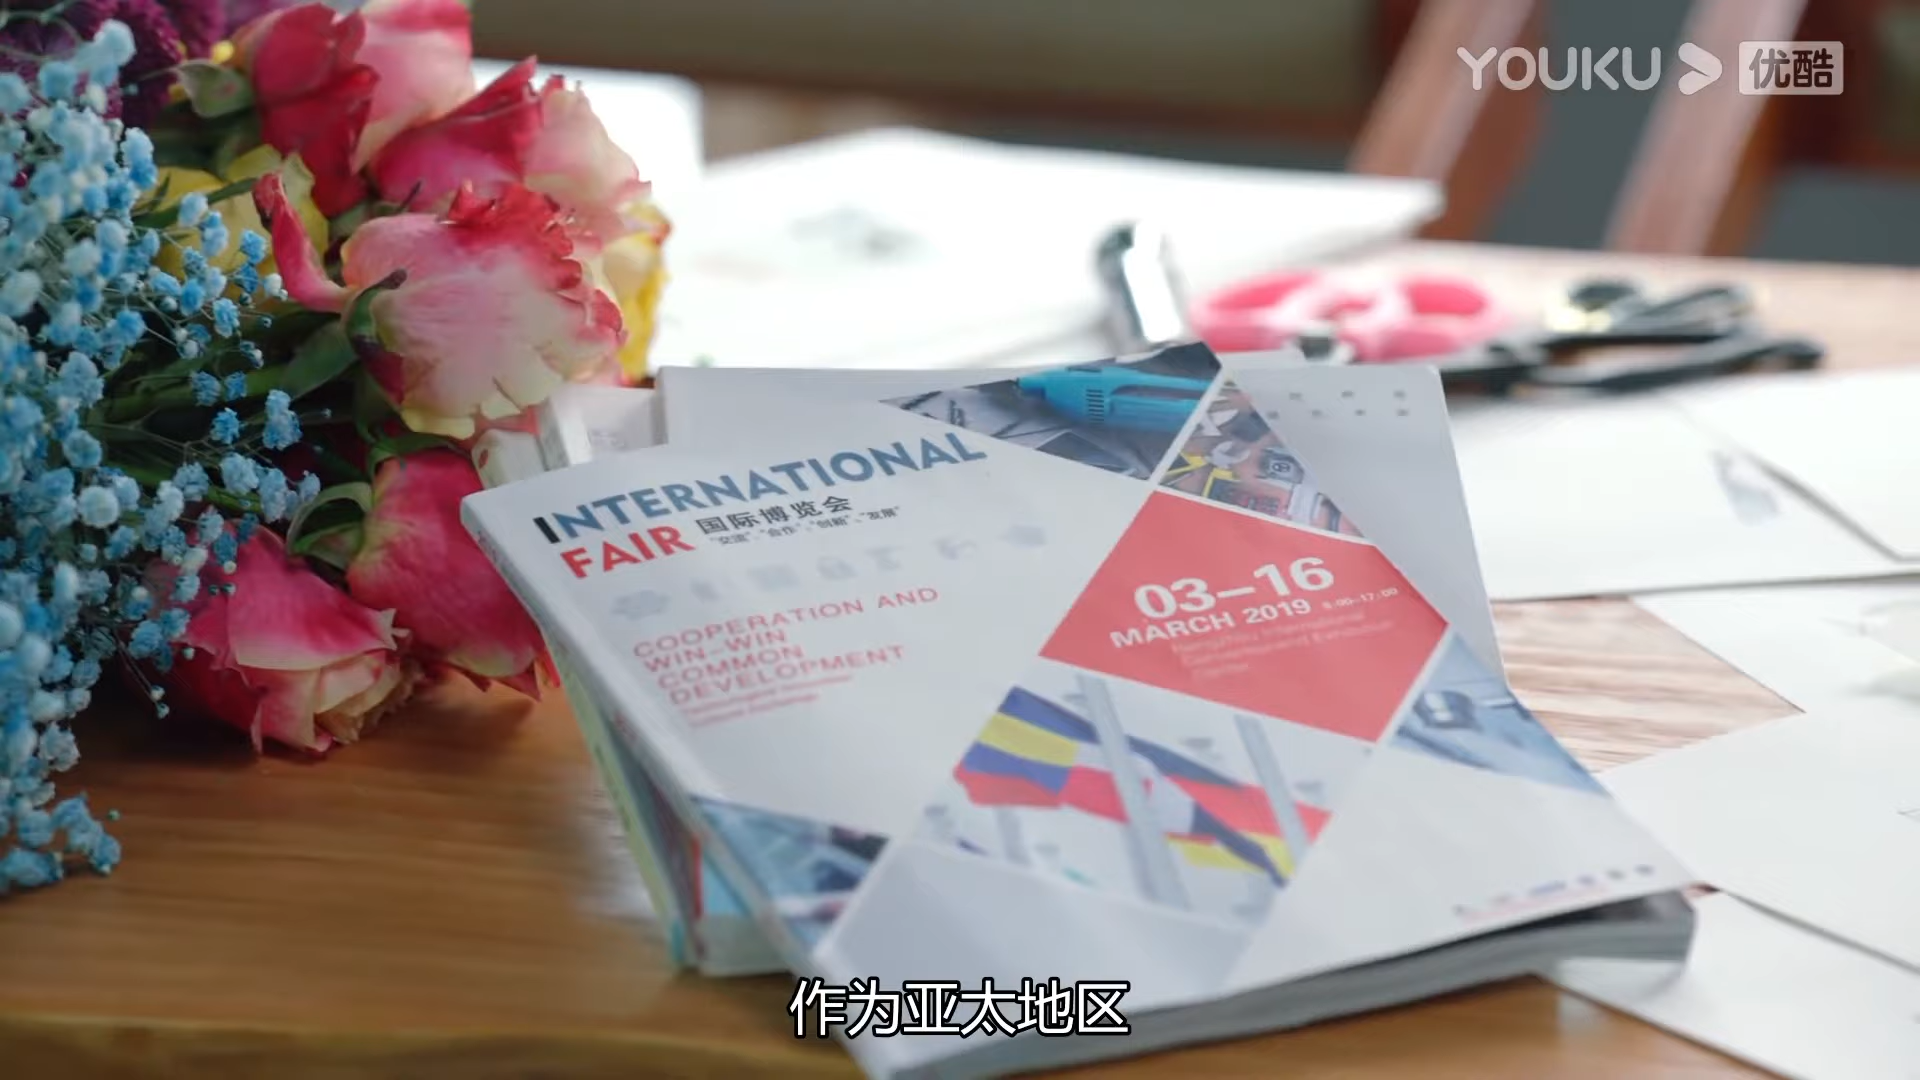 YOUKU 优酷
INTERNATIONAL
FAIR 国际博览会
"交流"、"合作"、"创新"、"发展"
COOPERATION AND
WIN-WIN
COMMON
DEVELOPMENT
03–16
MARCH 2019 9:00-17:00
作为亚太地区